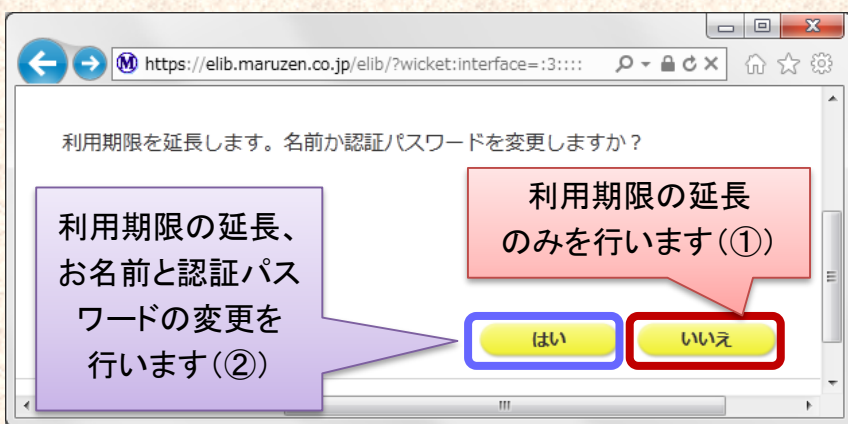 https://elib.maruzen.co.jp/elib/?wicket:interface=:3::::
利用期限を延長します。名前か認証パスワードを変更しますか？
利用期限の延長、
お名前と認証パス
ワードの変更を
行います（②）
利用期限の延長
のみを行います（①）
はい
いいえ